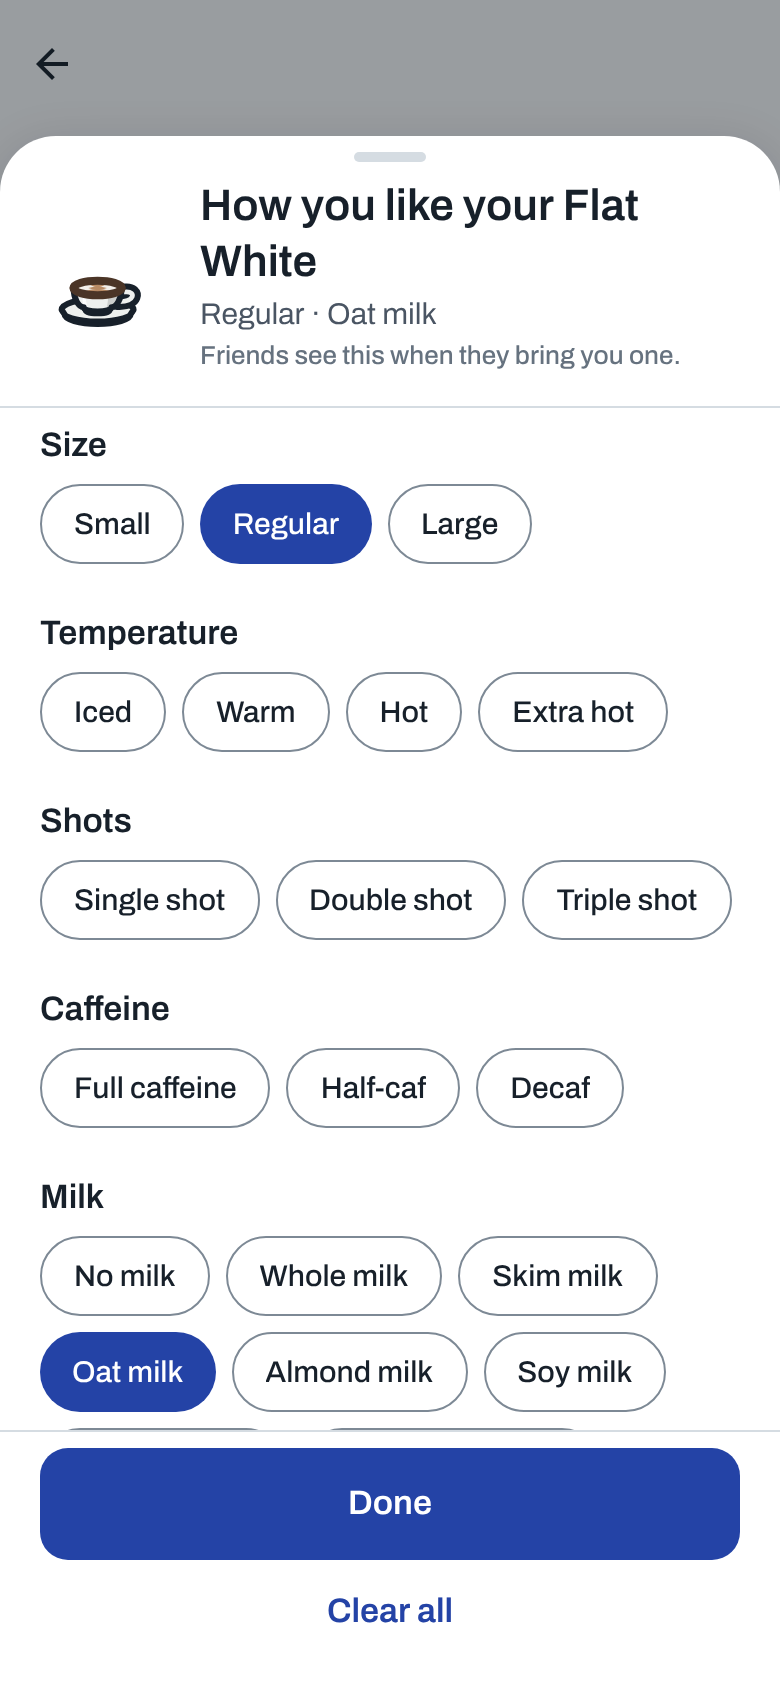 How you like your Flat
White
Regular · Oat milk
Friends see this when they bring you one.
Size
Small Regular Large
Temperature
Iced Warm Hot Extra hot
Shots
Single shot Double shot Triple shot
Caffeine
Full caffeine Half-caf Decaf
Milk
No milk Whole milk Skim milk
Oat milk Almond milk Soy milk
Done
Clear all